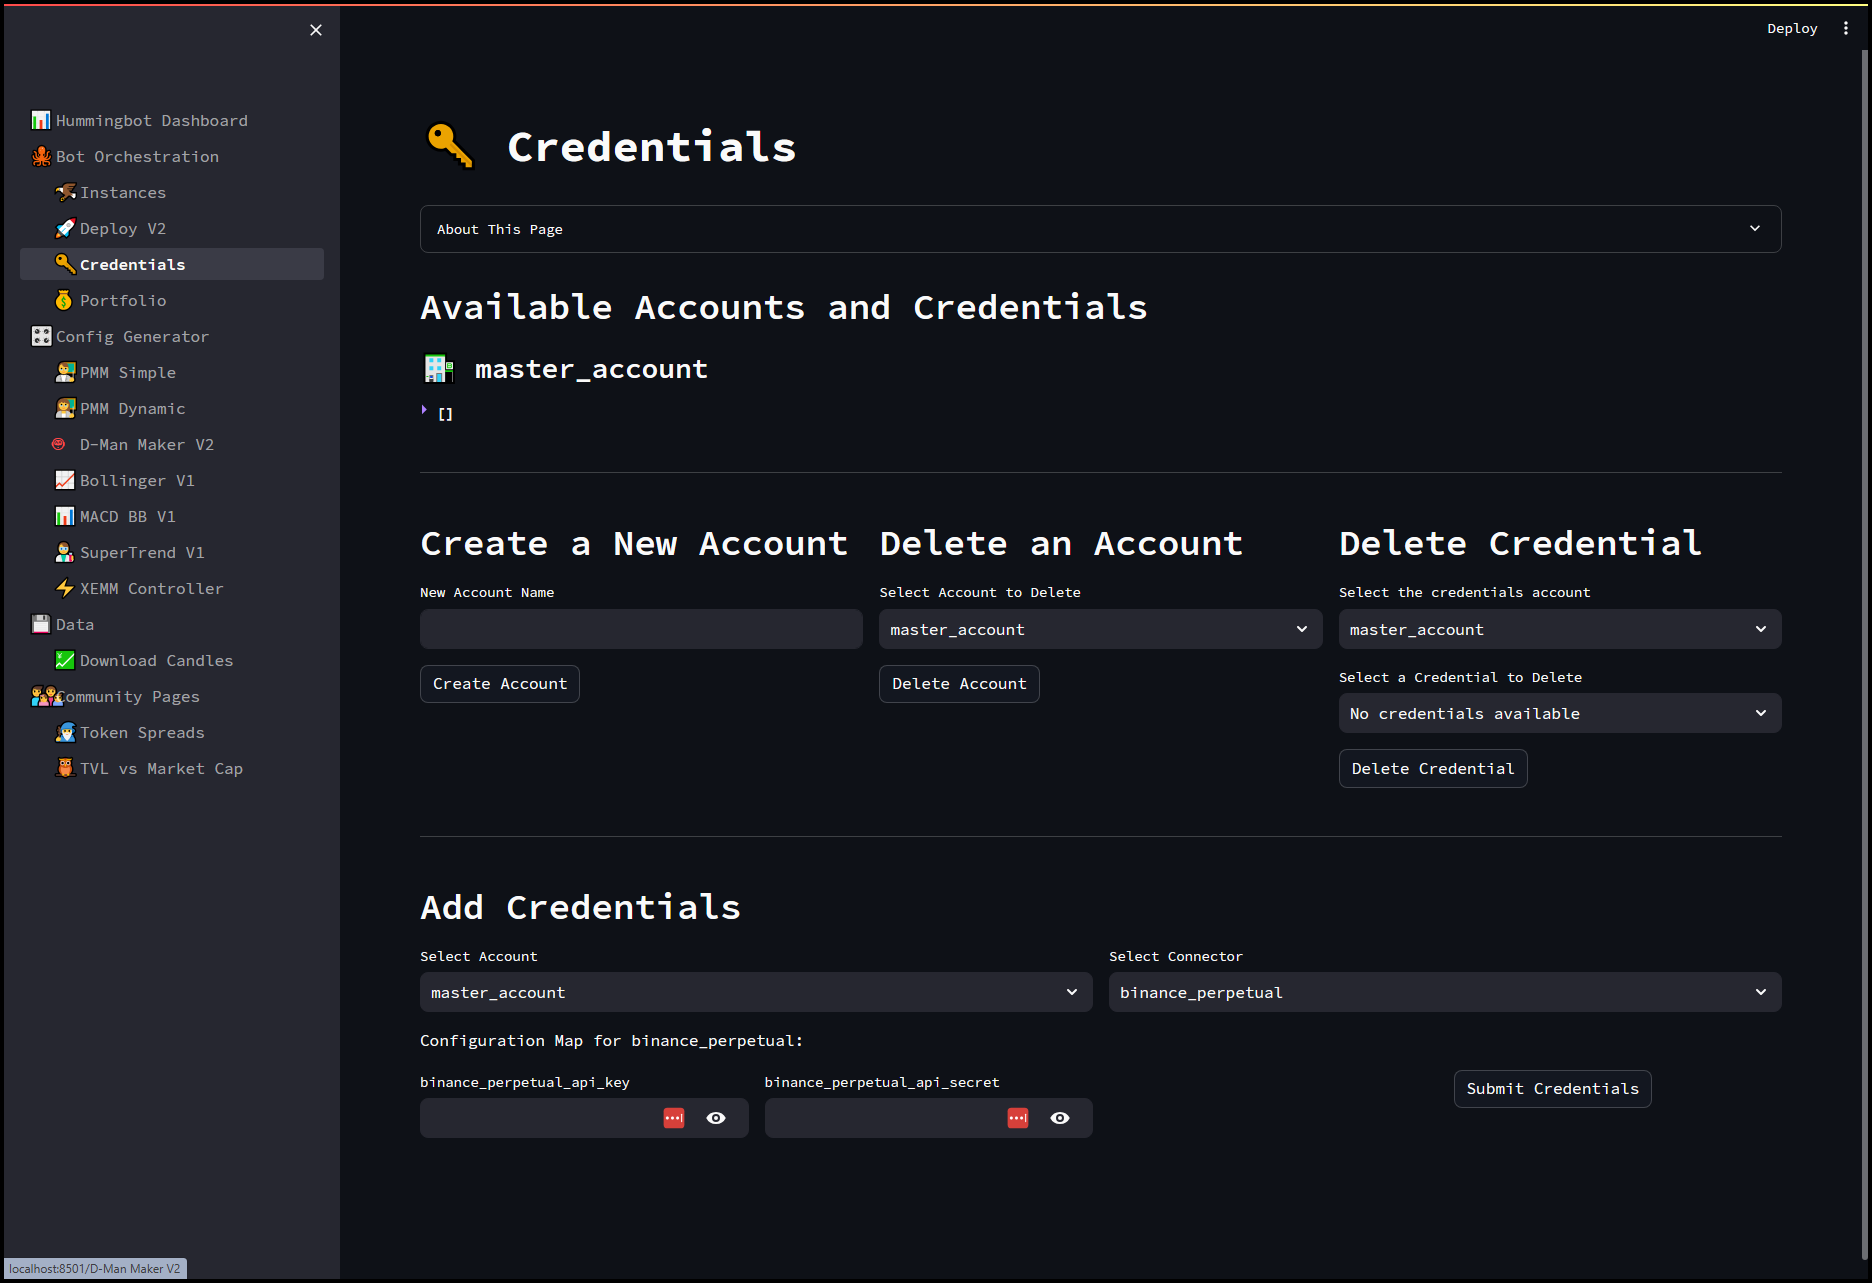 Deploy
Hummingbot Dashboard
Bot Orchestration
Instances
Deploy V2
Credentials
Portfolio
Config Generator
PMM Simple
PMM Dynamic
D-Man Maker V2
Bollinger V1
MACD BB V1
SuperTrend V1
XEMM Controller
Data
Download Candles
Community Pages
Token Spreads
TVL vs Market Cap
Credentials
About This Page
Available Accounts and Credentials
master_account
[]
Create a New Account
New Account Name
Create Account
Delete an Account
Select Account to Delete
master_account
Delete Account
Delete Credential
Select the credentials account
master_account
Select a Credential to Delete
No credentials available
Delete Credential
Add Credentials
Select Account
master_account
Select Connector
binance_perpetual
Configuration Map for binance_perpetual:
binance_perpetual_api_key
binance_perpetual_api_secret
Submit Credentials
localhost:8501/D-Man Maker V2